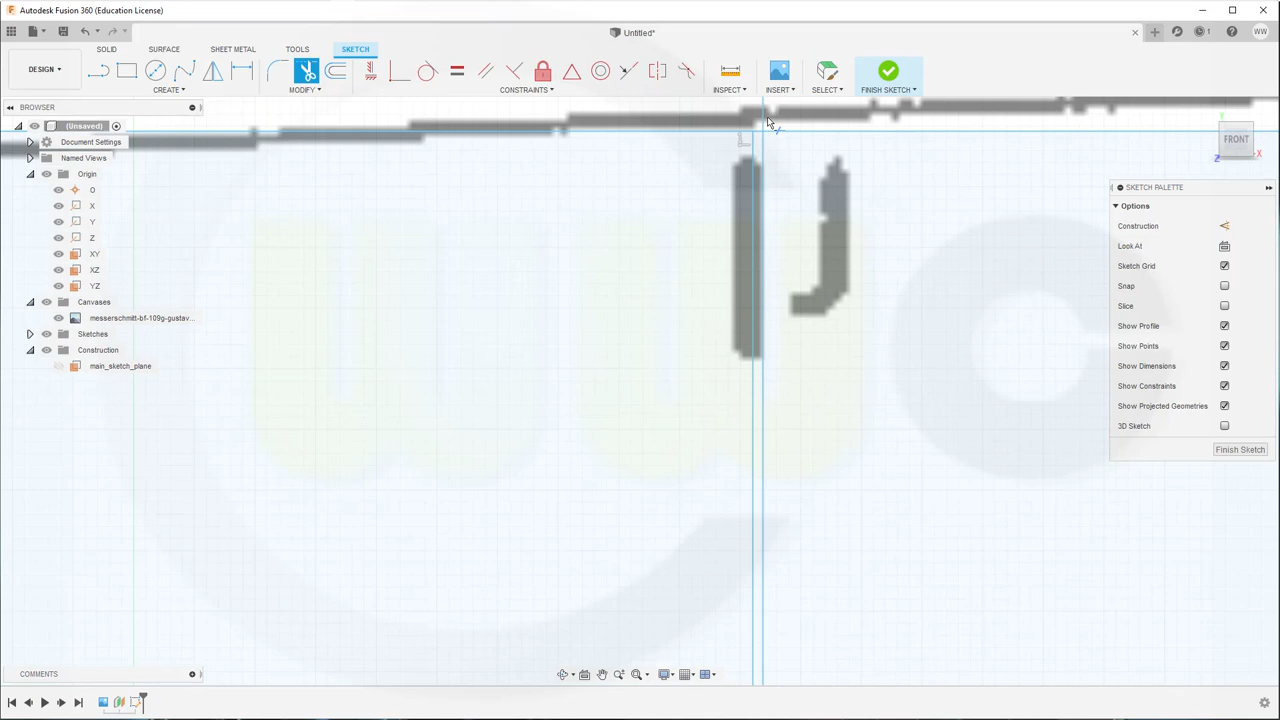 Autodesk Fusion 360 (Education License)
Untitled*
WW
1
DESIGN
SOLID
SURFACE
SHEET METAL
TOOLS
SKETCH
CREATE
MODIFY
CONSTRAINTS
INSPECT
INSERT
SELECT
FINISH SKETCH
BROWSER
(Unsaved)
Document Settings
Named Views
Origin
O
X
Y
Z
XY
XZ
YZ
Canvases
messerschmitt-bf-109g-gustav...
Sketches
Construction
main_sketch_plane
Y
FRONT
Z
X
SKETCH PALETTE
Options
Construction
Look At
Sketch Grid
Snap
Slice
Show Profile
Show Points
Show Dimensions
Show Constraints
Show Projected Geometries
3D Sketch
Finish Sketch
COMMENTS